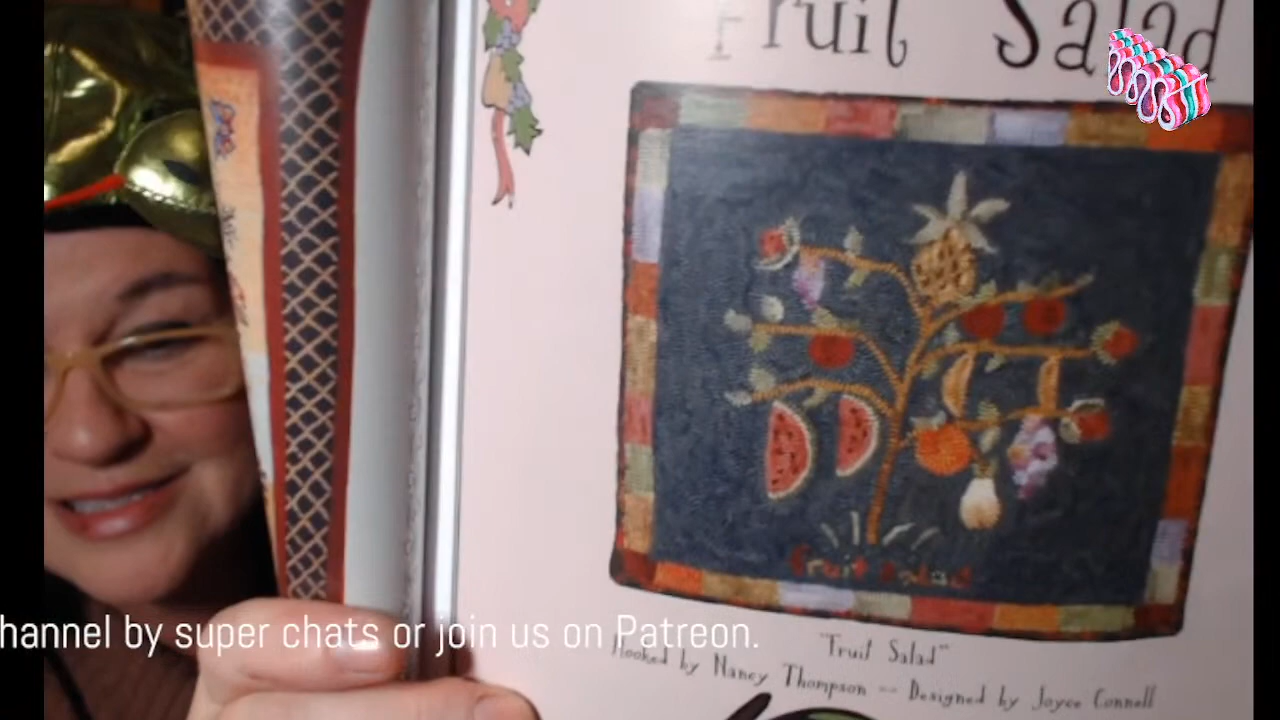 Fruit Salad
fruit salad
"Fruit Salad"
Hooked by Nancy Thompson -- Designed by Joyce Connell
hannel by super chats or join us on Patreon.